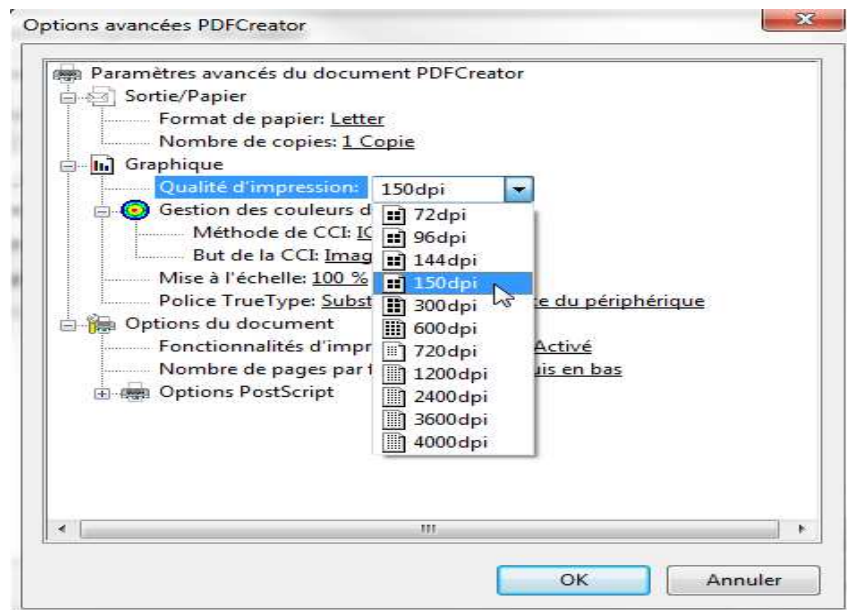 Options avancées PDFCreator
Paramètres avancés du document PDFCreator
Sortie/Papier
Format de papier: Letter
Nombre de copies: 1 Copie
Graphique
Qualité d'impression: 150dpi
Gestion des couleurs d
72dpi
Méthode de CCI: IC
96dpi
But de la CCI: Imag
144dpi
Mise à l'échelle: 100 %
150dpi
Police TrueType: Subst
300dpi
e du périphérique
Options du document
600dpi
Fonctionnalités d'impr
720dpi
Activé
Nombre de pages par
1200dpi
uis en bas
Options PostScript
2400dpi
3600dpi
4000dpi
OK
Annuler